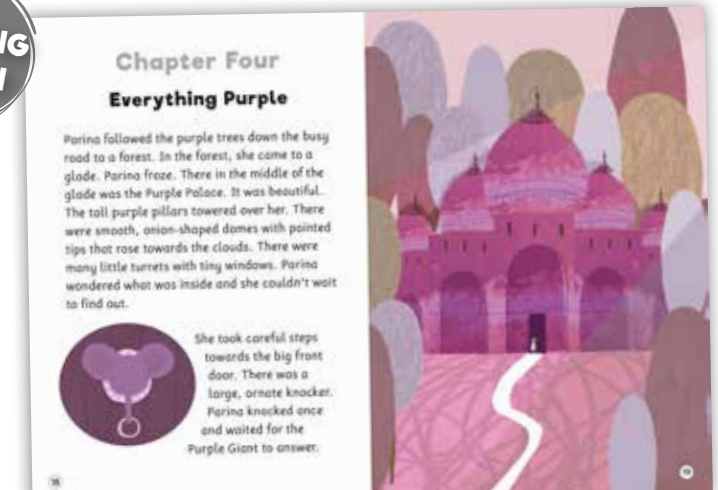 Chapter Four
Everything Purple
Parina followed the purple trees down the busy
road to a forest. In the forest, she came to a
glade. Parina froze. There in the middle of the
glade was the Purple Palace. It was beautiful.
The tall purple pillars towered over her. There
were smooth, onion-shaped domes with pointed
tips that rose towards the clouds. There were
many little turrets with tiny windows. Parina
wondered what was inside and she couldn't wait
to find out.
She took careful steps
towards the big front
door. There was a
large, ornate knocker.
Parina knocked once
and waited for the
Purple Giant to answer.
18
19